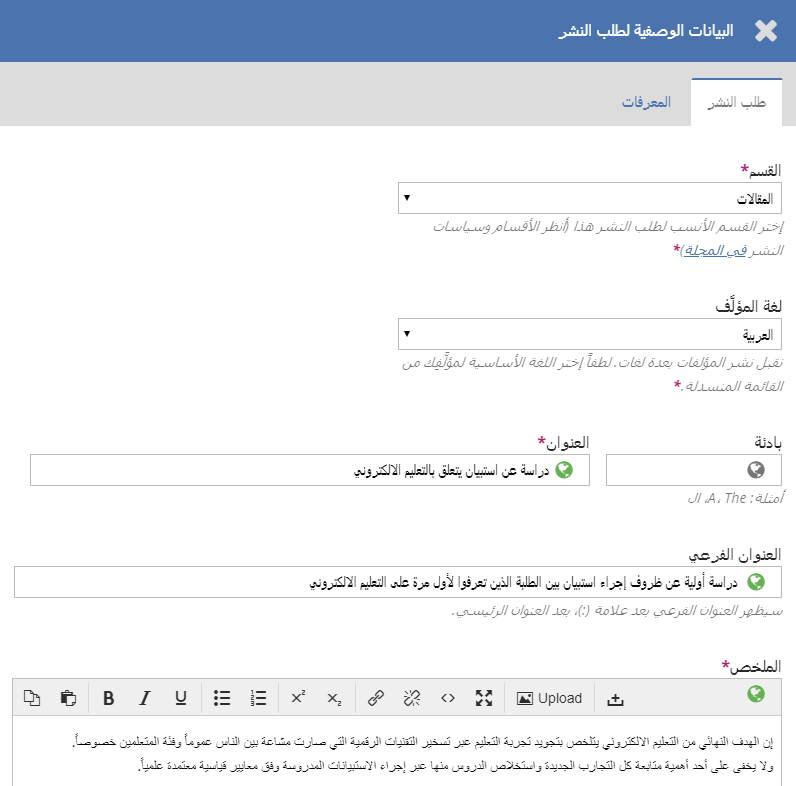 البيانات الوصفية لطلب النشر
طلب النشر
المعرفات
القسم*
المقالات
إختر القسم الأنسب لطلب النشر هذا (أنظر الأقسام وسياسات
النشر في المجلة)*
لغة المؤلَّف
العربية
نقبل نشر المؤلفات بعدة لغات. لطفاً إختر اللغة الأساسية لمؤلَّفِك من
القائمة المنسدلة.*
بادئة
العنوان*
دراسة عن استبيان يتعلق بالتعليم الالكتروني
أمثلة: A، The، ال
العنوان الفرعي
دراسة أولية عن ظروف إجراء استبيان بين الطلبة الذين تعرفوا لأول مرة على التعليم الالكتروني
سيظهر العنوان الفرعي بعد علامة (:)، بعد العنوان الرئيسي.
الملخص*
B I U x² x₂ <> Upload
إن الهدف النهائي من التعليم الالكتروني يتلخص بتجويد تجربة التعليم عبر تسخير التقنيات الرقمية التي صارت مشاعة بين الناس عموماً وفئة المتعلمين خصوصاً.
ولا يخفى على أحد أهمية متابعة كل التجارب الجديدة واستخلاص الدروس منها عبر إجراء الاستبيانات المدروسة وفق معايير قياسية معتمدة علمياً.